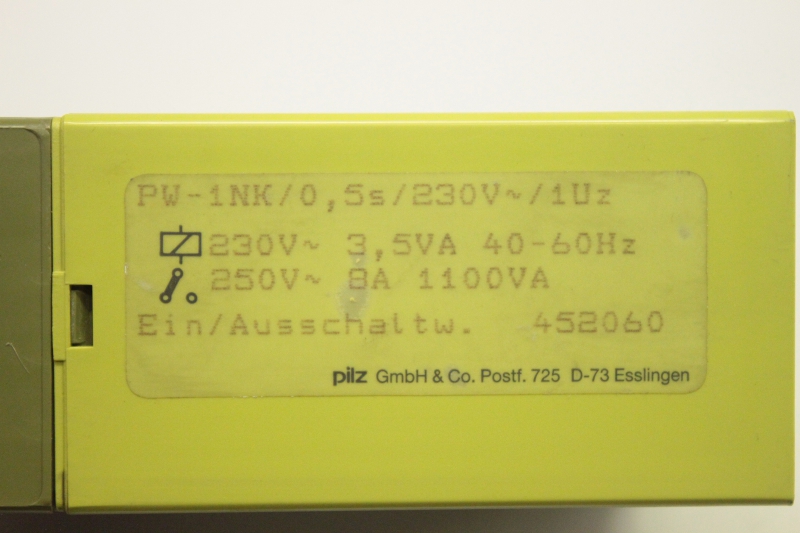 PW-1NK/0,5s/230V~/1Uz
230V~ 3,5VA 40-60Hz
250V~ 8A 1100VA
Ein/Ausschaltw. 452060
pilz GmbH & Co. Postf. 725 D-73 Esslingen